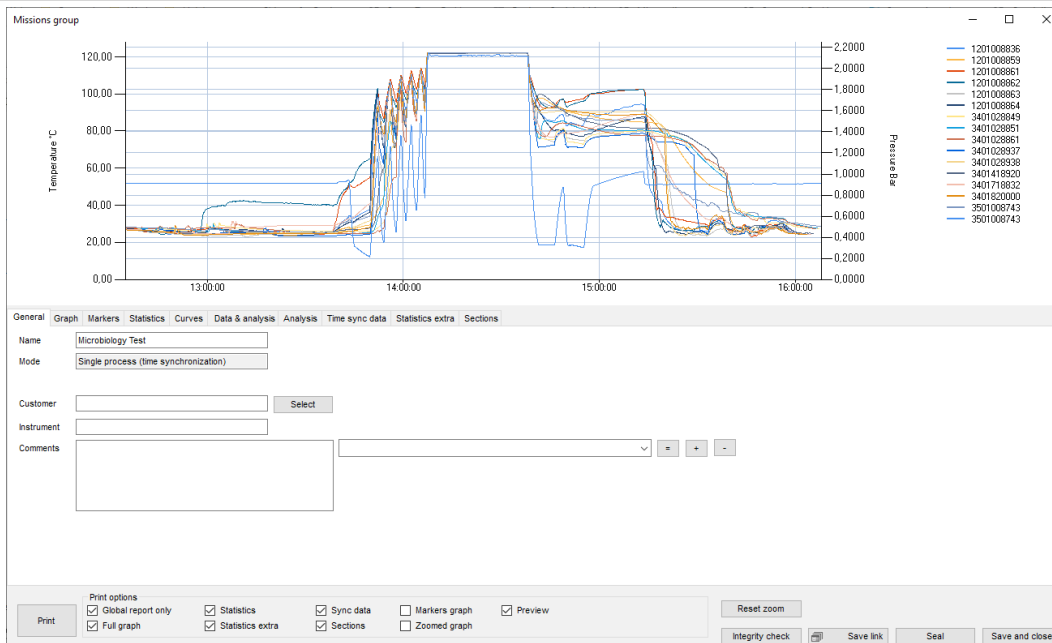 Missions group
120,00
100,00
80,00
60,00
40,00
20,00
0,00
Temperature °C
13:00:00 14:00:00 15:00:00 16:00:00
2,2000
2,0000
1,8000
1,6000
1,4000
1,2000
1,0000
0,8000
0,6000
0,4000
0,2000
0,0000
Pressure Bar
1201008836
1201008859
1201008861
1201008862
1201008863
1201008864
3401028849
3401028851
3401028861
3401028937
3401028938
3401418920
3401718832
3401820000
3501008743
3501008743
General Graph Markers Statistics Curves Data & analysis Analysis Time sync data Statistics extra Sections
Name Microbiology Test
Mode Single process (time synchronization)
Customer Select
Instrument
Comments = + -
Print options
Print
Global report only Statistics Sync data Markers graph Preview
Full graph Statistics extra Sections Zoomed graph
Reset zoom
Integrity check Save link Seal Save and close